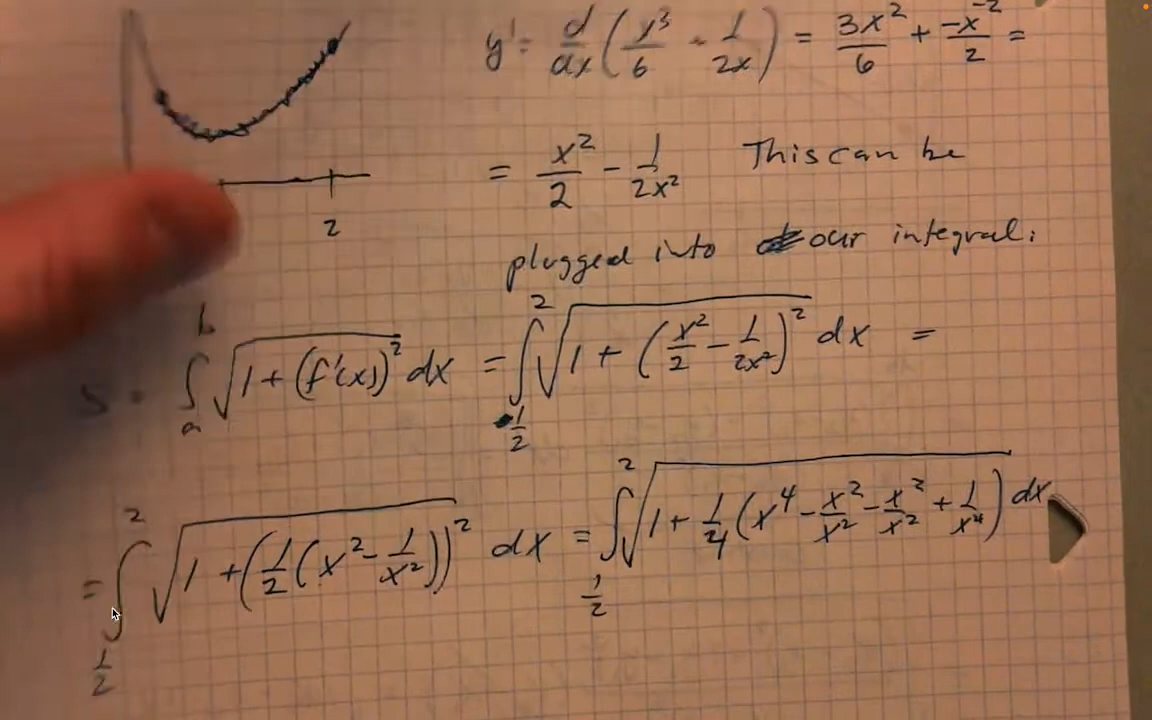 y' = d/dx (x³/6 + 1/2x) = 3x²/6 + -x⁻²/2 =
= x²/2 - 1/2x² This can be
2
plugged into our integral:
s = ∫ₐᵇ √(1 + (f'(x))²) dx = ∫_{1/2}^{2} √(1 + (x²/2 - 1/2x²)²) dx =
= ∫_{1/2}^{2} √(1 + (1/2(x² - 1/x²))²) dx = ∫_{1/2}^{2} √(1 + 1/4(x⁴ - x²/x² - x²/x² + 1/x⁴)) dx